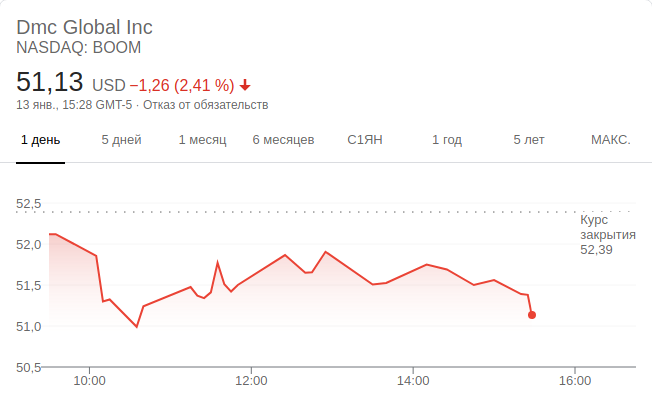 Dmc Global Inc
NASDAQ: BOOM
51,13 USD −1,26 (2,41 %)
13 янв., 15:28 GMT-5 · Отказ от обязательств
1 день 5 дней 1 месяц 6 месяцев С1ЯН 1 год 5 лет МАКС.
52,5
Курс
закрытия
52,39
52,0
51,5
51,0
50,5
10:00 12:00 14:00 16:00